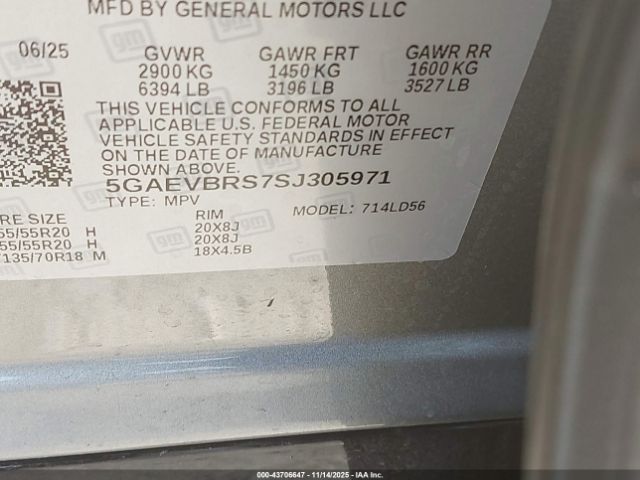 MFD BY GENERAL MOTORS LLC
06/25 GVWR GAWR FRT GAWR RR
2900 KG 1450 KG 1600 KG
6394 LB 3196 LB 3527 LB
THIS VEHICLE CONFORMS TO ALL
APPLICABLE U.S. FEDERAL MOTOR
VEHICLE SAFETY STANDARDS IN EFFECT
ON THE DATE OF MANUFACTURE
SHOWN ABOVE.
5GAEVBRS7SJ305971
TYPE: MPV MODEL: 714LD56
RE SIZE RIM
55/55R20 H 20X8J
55/55R20 H 20X8J
135/70R18 M 18X4.5B
gm
000-43706647 - 11/14/2025 - IAA Inc.